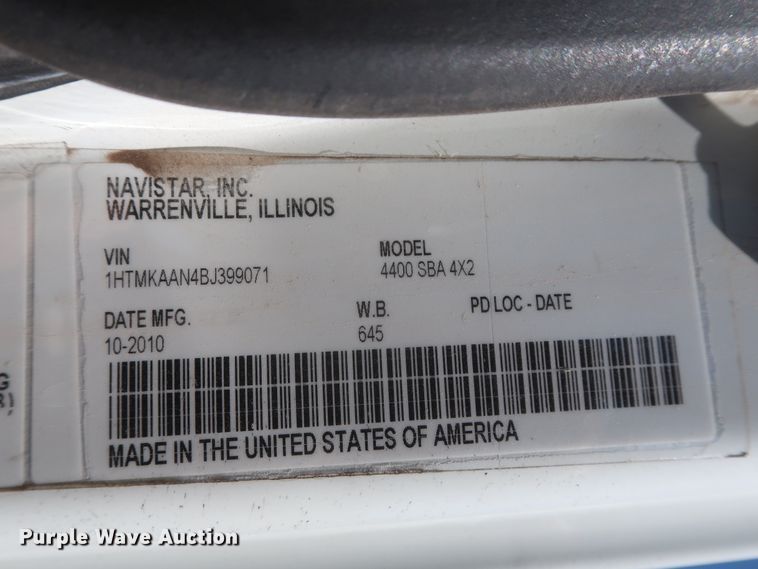 NAVISTAR, INC.
WARRENVILLE, ILLINOIS
VIN
1HTMKAAN4BJ399071
MODEL
4400 SBA 4X2
DATE MFG.
10-2010
W.B.
645
PD LOC - DATE
MADE IN THE UNITED STATES OF AMERICA
Purple Wave Auction